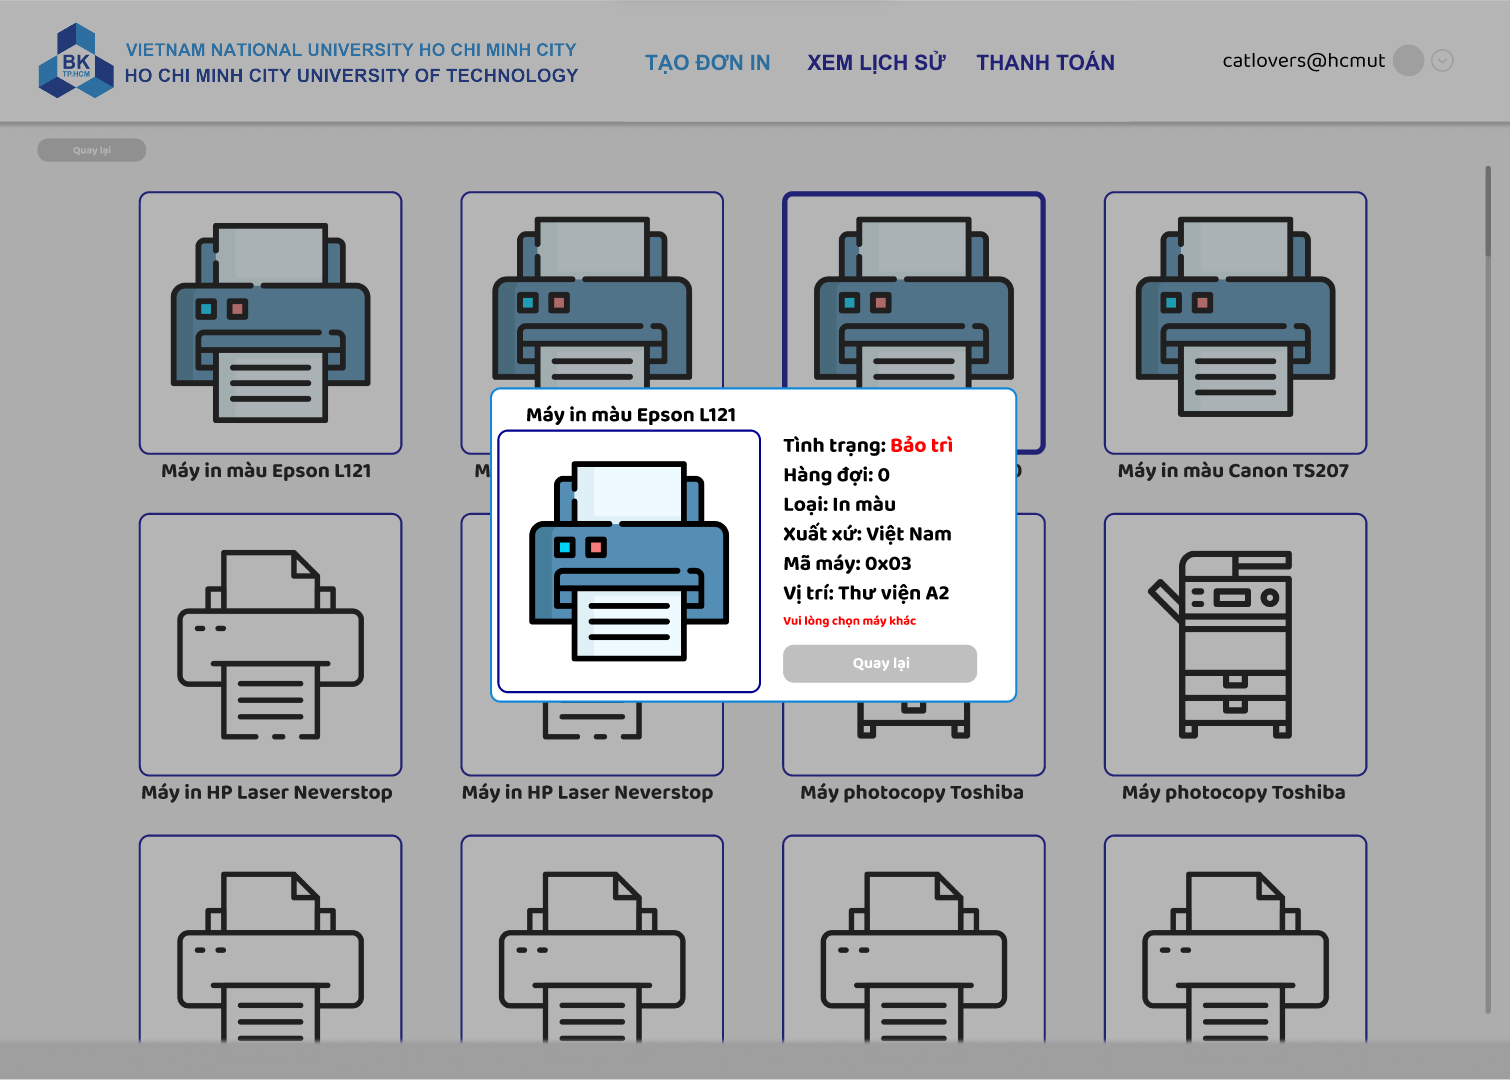 BK
TP.HCM
VIETNAM NATIONAL UNIVERSITY HO CHI MINH CITY
HO CHI MINH CITY UNIVERSITY OF TECHNOLOGY
TẠO ĐƠN IN
XEM LỊCH SỬ
THANH TOÁN
catlovers@hcmut
Quay lại
Máy in màu Epson L121
Máy in màu Canon TS207
Máy in màu Epson L121
Tình trạng: Bảo trì
Hàng đợi: 0
Loại: In màu
Xuất xứ: Việt Nam
Mã máy: 0x03
Vị trí: Thư viện A2
Vui lòng chọn máy khác
Quay lại
Máy in HP Laser Neverstop
Máy in HP Laser Neverstop
Máy photocopy Toshiba
Máy photocopy Toshiba